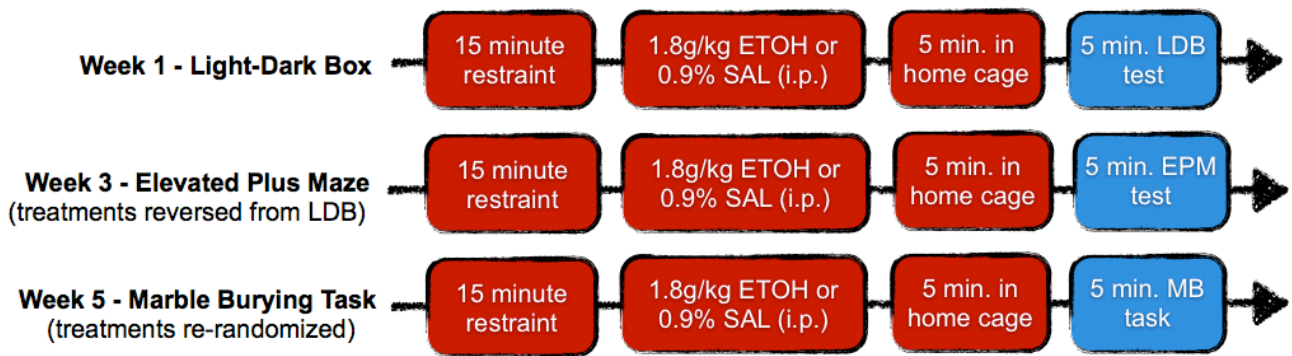 Week 1 - Light-Dark Box
15 minute
restraint
1.8g/kg ETOH or
0.9% SAL (i.p.)
5 min. in
home cage
5 min. LDB
test
Week 3 - Elevated Plus Maze
(treatments reversed from LDB)
15 minute
restraint
1.8g/kg ETOH or
0.9% SAL (i.p.)
5 min. in
home cage
5 min. EPM
test
Week 5 - Marble Burying Task
(treatments re-randomized)
15 minute
restraint
1.8g/kg ETOH or
0.9% SAL (i.p.)
5 min. in
home cage
5 min. MB
task